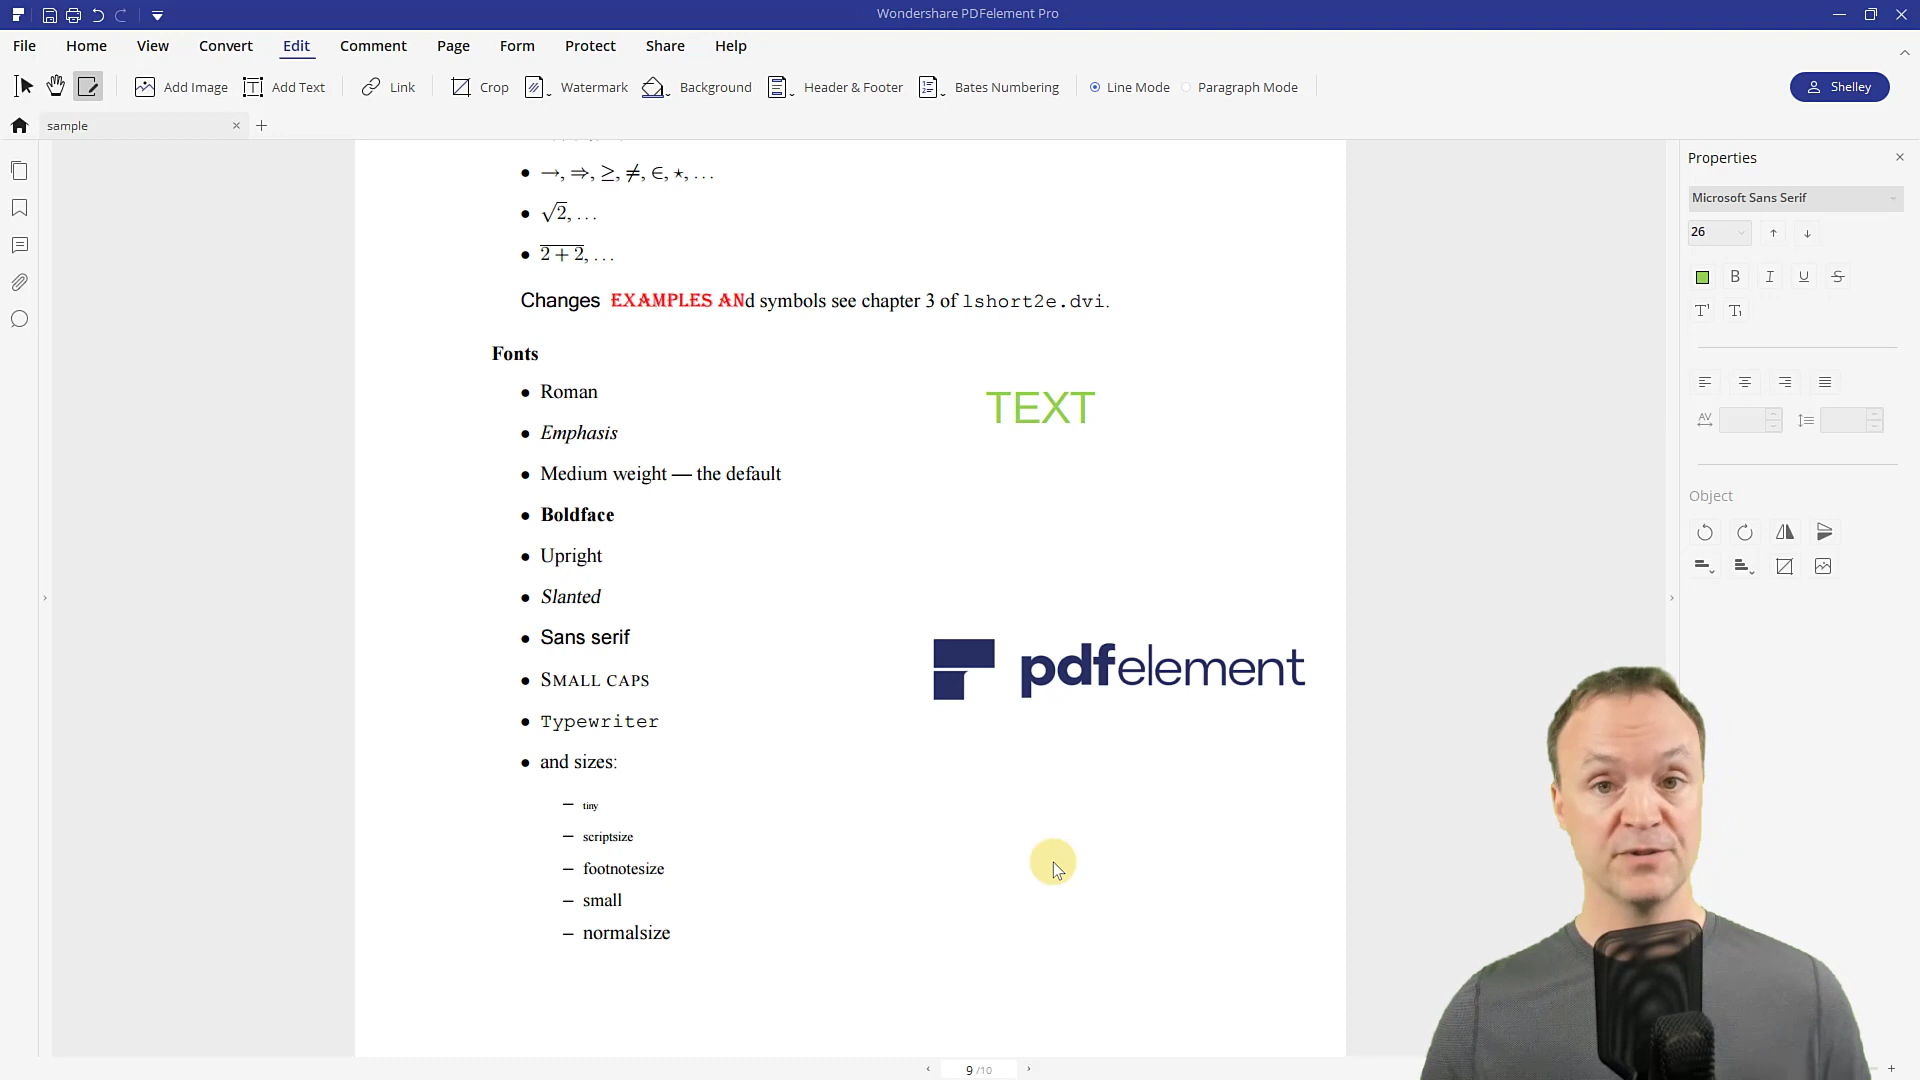 Wondershare PDFelement Pro
File Home View Convert Edit Comment Page Form Protect Share Help
Add Image Add Text Link Crop Watermark Background Header & Footer Bates Numbering Line Mode Paragraph Mode Shelley
sample
Properties
Microsoft Sans Serif
26
B I U S
T¹ T₁
AV
Object
• →, ⇒, ≥, ≠, ∈, ⋆, . . .
• √2, . . .
• 2 + 2, . . .
Changes EXAMPLES ANd symbols see chapter 3 of lshort2e.dvi.
Fonts
• Roman
TEXT
• Emphasis
• Medium weight — the default
• Boldface
• Upright
• Slanted
• Sans serif
pdfelement
• SMALL CAPS
• Typewriter
• and sizes:
– tiny
– scriptsize
– footnotesize
– small
– normalsize
9 /10